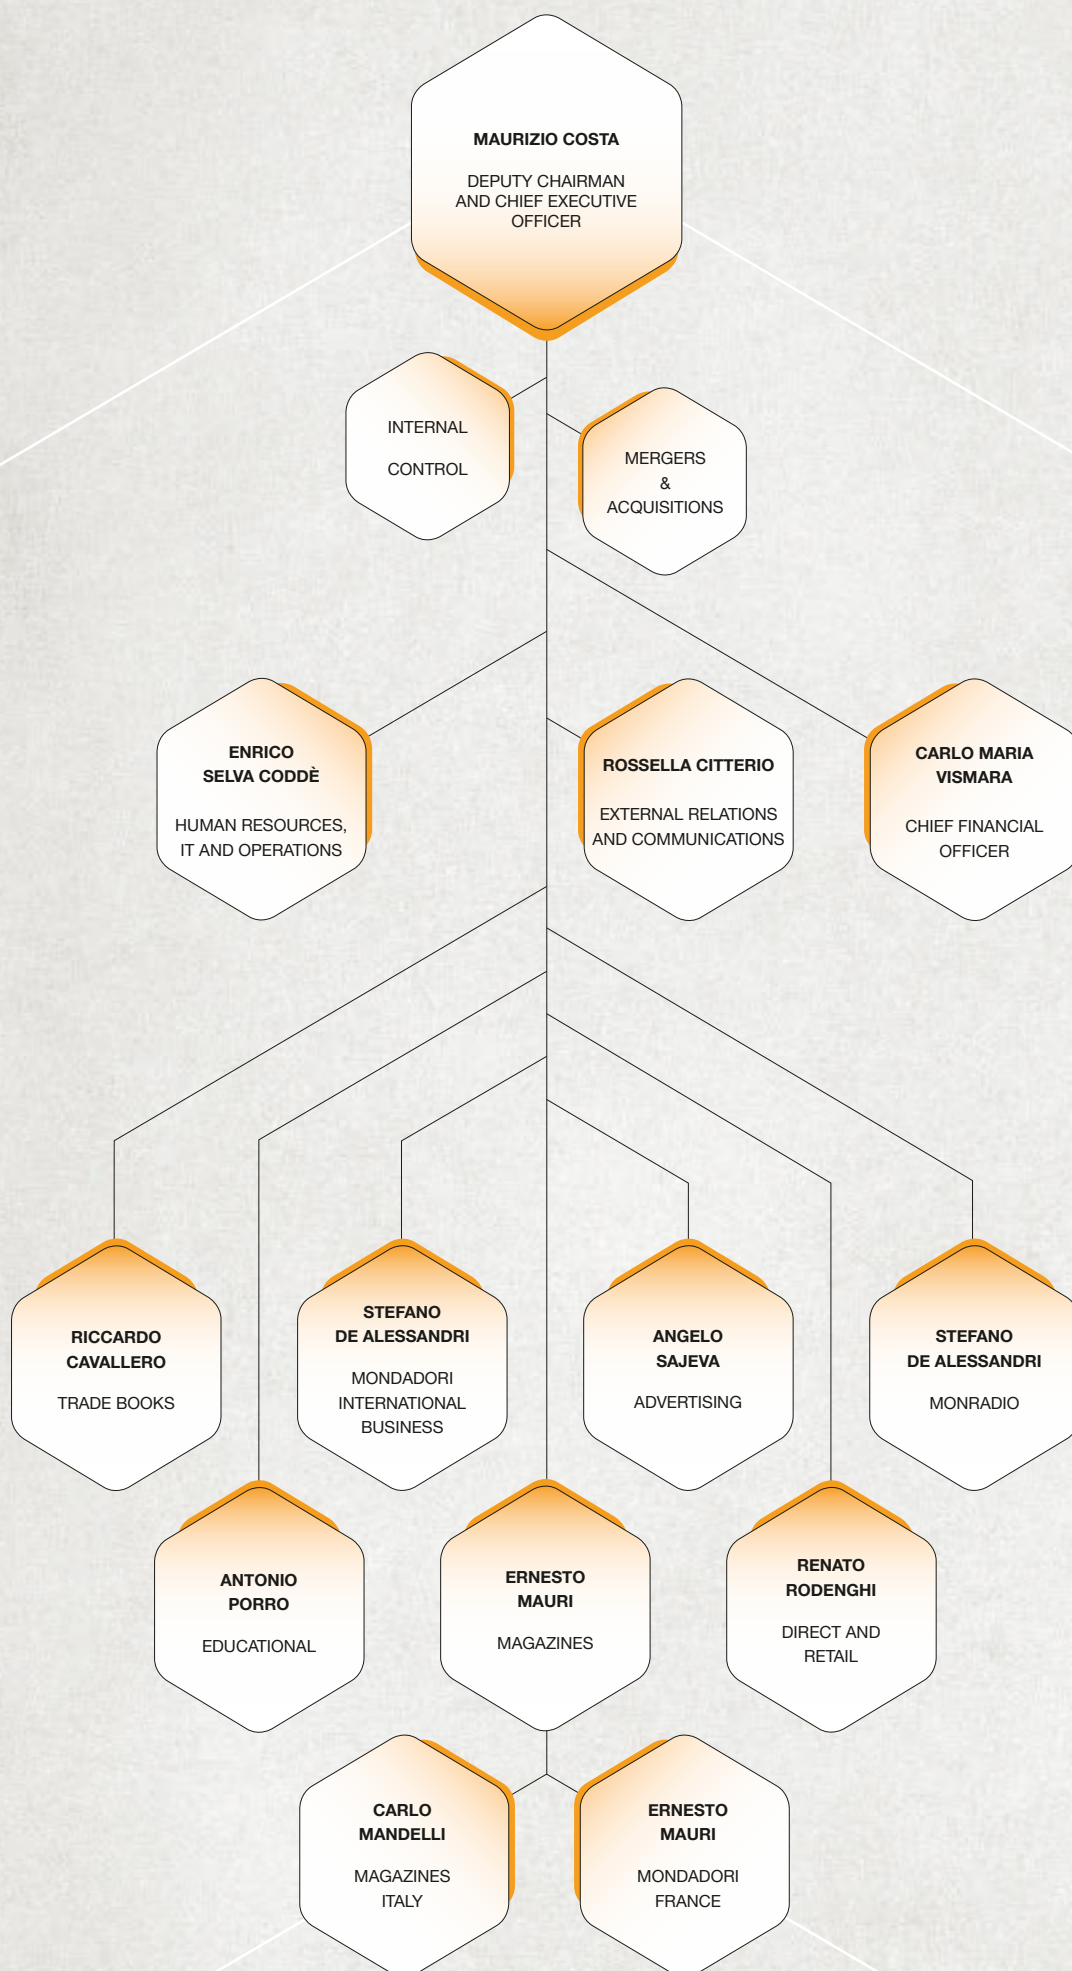 MAURIZIO COSTA
DEPUTY CHAIRMAN
AND CHIEF EXECUTIVE
OFFICER
INTERNAL
CONTROL
MERGERS
&
ACQUISITIONS
ENRICO
SELVA CODDÈ
HUMAN RESOURCES,
IT AND OPERATIONS
ROSSELLA CITTERIO
EXTERNAL RELATIONS
AND COMMUNICATIONS
CARLO MARIA
VISMARA
CHIEF FINANCIAL
OFFICER
RICCARDO
CAVALLERO
TRADE BOOKS
STEFANO
DE ALESSANDRI
MONDADORI
INTERNATIONAL
BUSINESS
ANGELO
SAJEVA
ADVERTISING
STEFANO
DE ALESSANDRI
MONRADIO
ANTONIO
PORRO
EDUCATIONAL
ERNESTO
MAURI
MAGAZINES
RENATO
RODENGHI
DIRECT AND
RETAIL
CARLO
MANDELLI
MAGAZINES
ITALY
ERNESTO
MAURI
MONDADORI
FRANCE